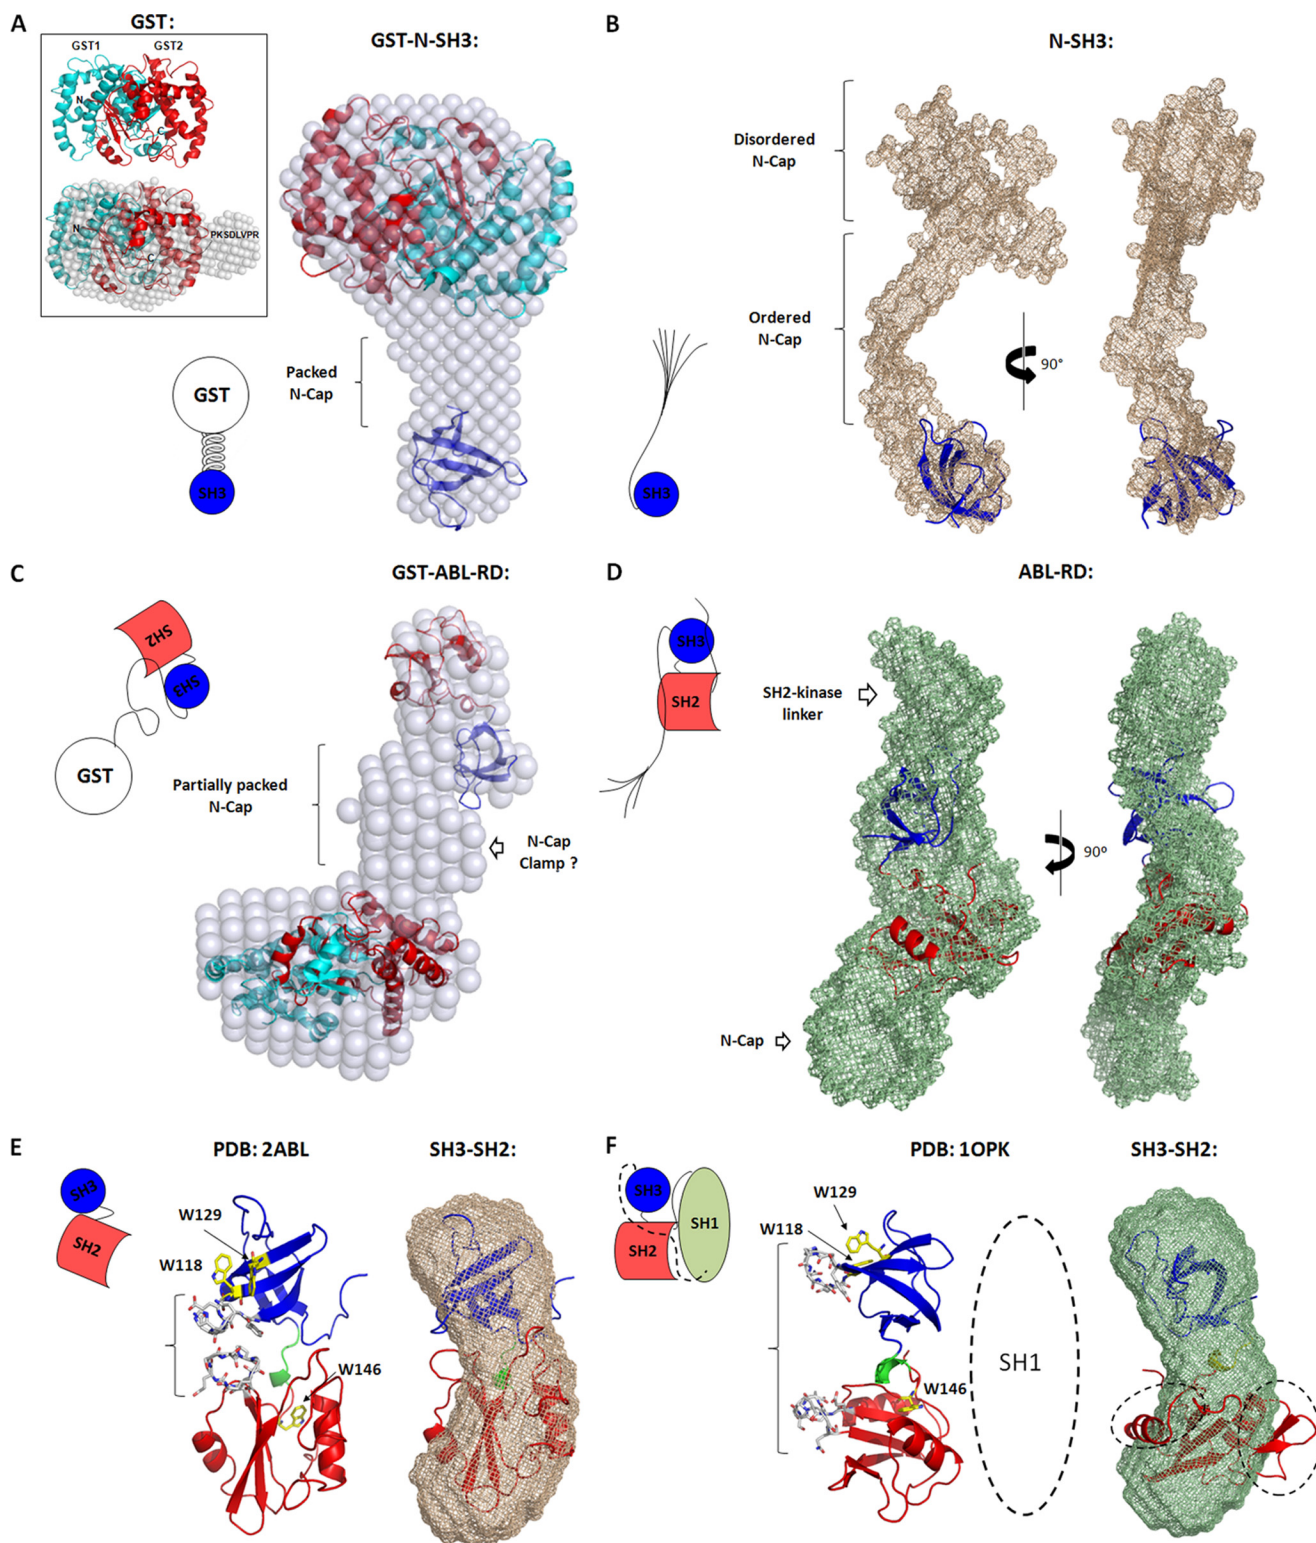 A
GST:
GST1 GST2
N
C
N
C
PKSDLVPR
GST-N-SH3:
Packed
N-Cap
GST
SH3
B
N-SH3:
Disordered
N-Cap
Ordered
N-Cap
90°
SH3
C
GST-ABL-RD:
SH2
SH3
GST
Partially packed
N-Cap
N-Cap
Clamp ?
D
ABL-RD:
SH3
SH2
SH2-kinase
linker
90º
N-Cap
E
PDB: 2ABL
SH3-SH2:
SH3
SH2
W129
W118
W146
F
PDB: 1OPK
SH3-SH2:
SH3
SH1
SH2
W129
W118
W146
SH1